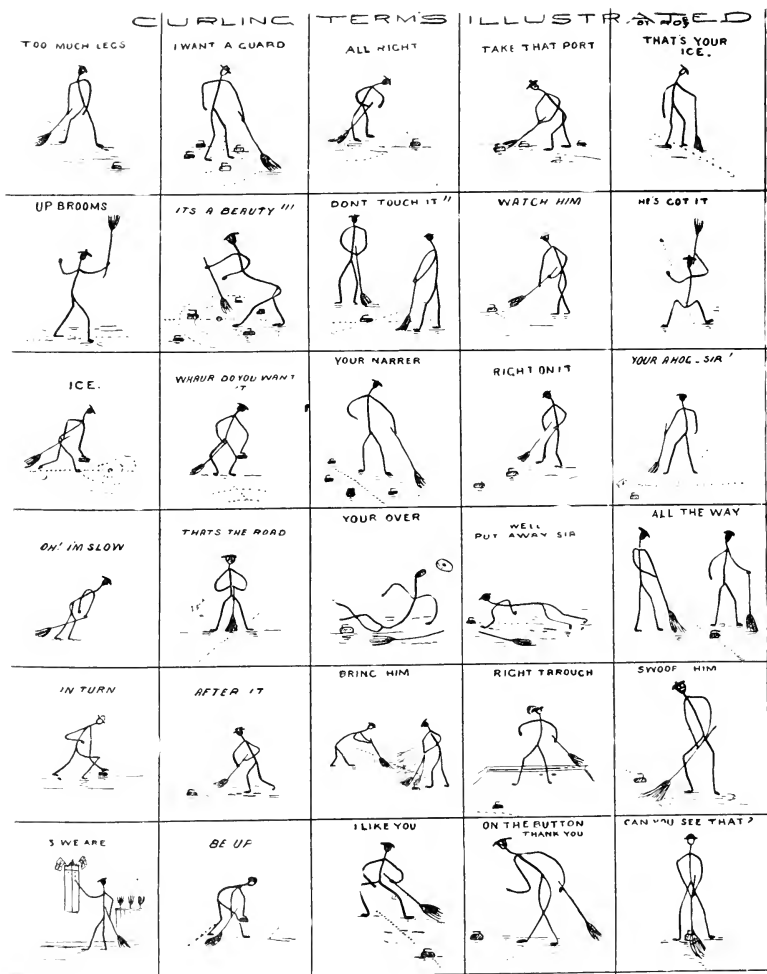 CURLING TERMS ILLUSTRATED
TOO MUCH LEGS
I WANT A GUARD
ALL RIGHT
TAKE THAT PORT
THAT'S YOUR
ICE.
UP BROOMS
ITS A BEAUTY!!!
DONT TOUCH IT!!
WATCH HIM
HE'S GOT IT
ICE.
WHAUR DO YOU WANT
IT
YOUR NARRER
RIGHT ON IT
YOUR A HOG - SIR!
OH! I'M SLOW
THATS THE ROAD
YOUR OVER
WELL
PUT AWAY SIR
ALL THE WAY
IN TURN
AFTER IT
BRING HIM
RIGHT THROUGH
SWOOF HIM
3 WE ARE
BE UP
I LIKE YOU
ON THE BUTTON
THANK YOU
CAN YOU SEE THAT?